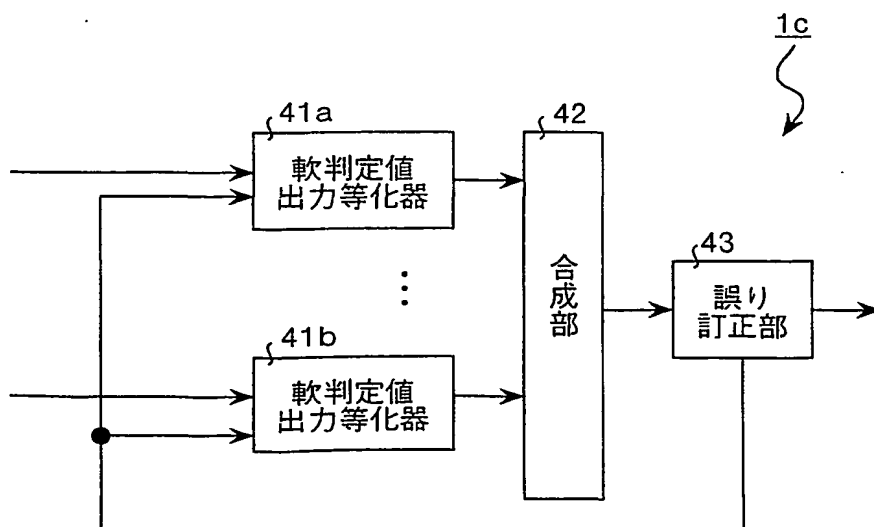 1c
41a
軟判定値
出力等化器
42
合成部
43
誤り
訂正部
41b
軟判定値
出力等化器